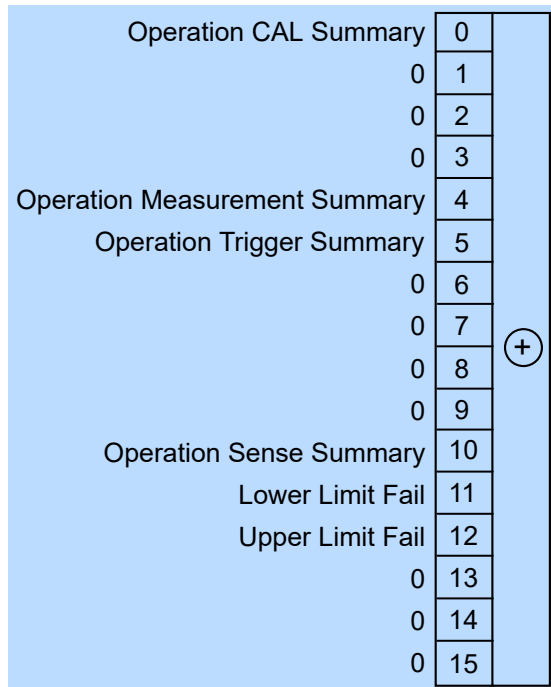 Operation CAL Summary 0
0 1
0 2
0 3
Operation Measurement Summary 4
Operation Trigger Summary 5
0 6
0 7
+
0 8
0 9
Operation Sense Summary 10
Lower Limit Fail 11
Upper Limit Fail 12
0 13
0 14
0 15